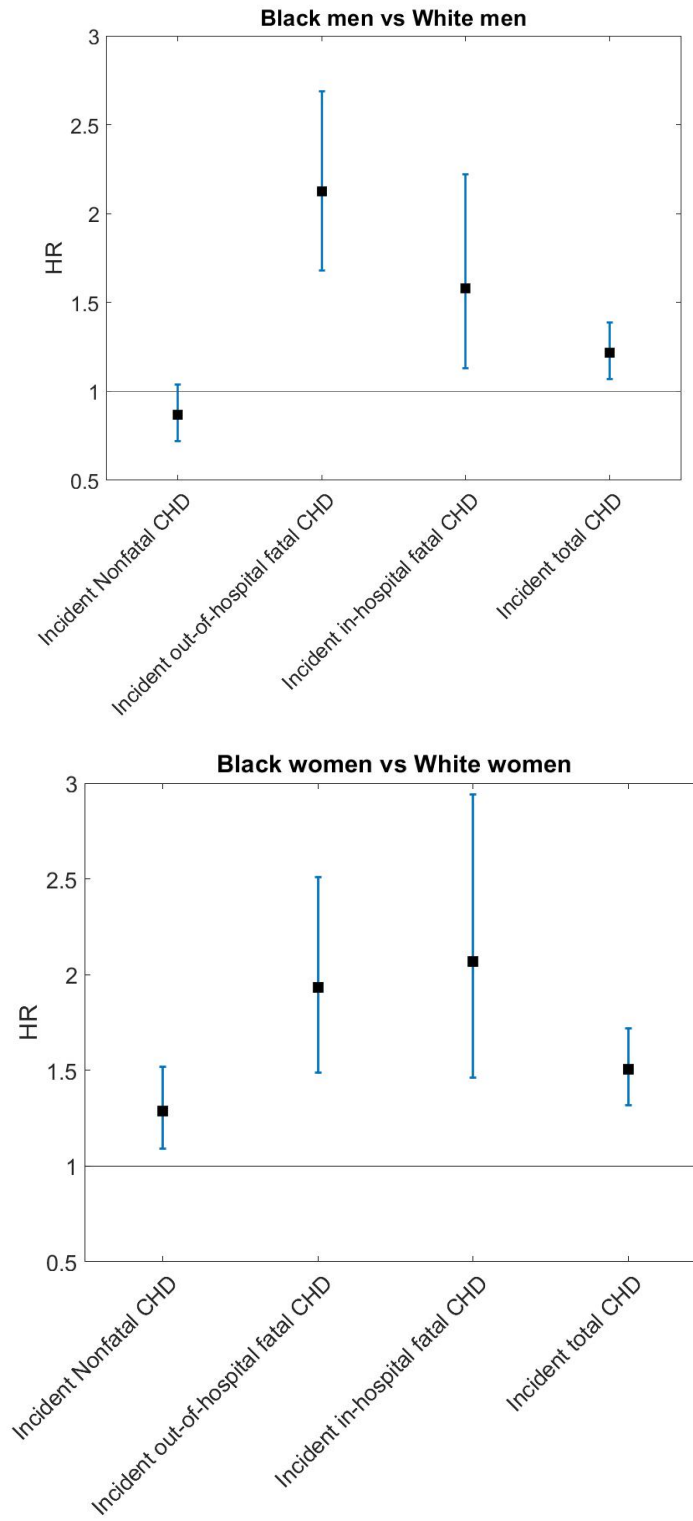 Black men vs White men
3
2.5
2
1.5
1
0.5
HR
Incident Nonfatal CHD
Incident out-of-hospital fatal CHD
Incident in-hospital fatal CHD
Incident total CHD
Black women vs White women
3
2.5
2
1.5
1
0.5
HR
Incident Nonfatal CHD
Incident out-of-hospital fatal CHD
Incident in-hospital fatal CHD
Incident total CHD